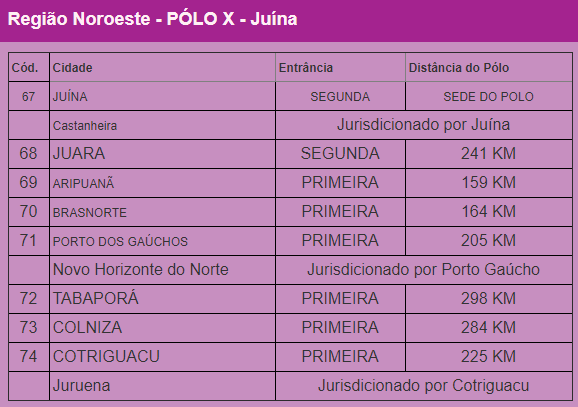 Região Noroeste - PÓLO X - Juína
Cód. Cidade Entrância Distância do Pólo
67 JUÍNA SEGUNDA SEDE DO POLO
Castanheira Jurisdicionado por Juína
68 JUARA SEGUNDA 241 KM
69 ARIPUANÃ PRIMEIRA 159 KM
70 BRASNORTE PRIMEIRA 164 KM
71 PORTO DOS GAÚCHOS PRIMEIRA 205 KM
Novo Horizonte do Norte Jurisdicionado por Porto Gaúcho
72 TABAPORÁ PRIMEIRA 298 KM
73 COLNIZA PRIMEIRA 284 KM
74 COTRIGUACU PRIMEIRA 225 KM
Juruena Jurisdicionado por Cotriguacu